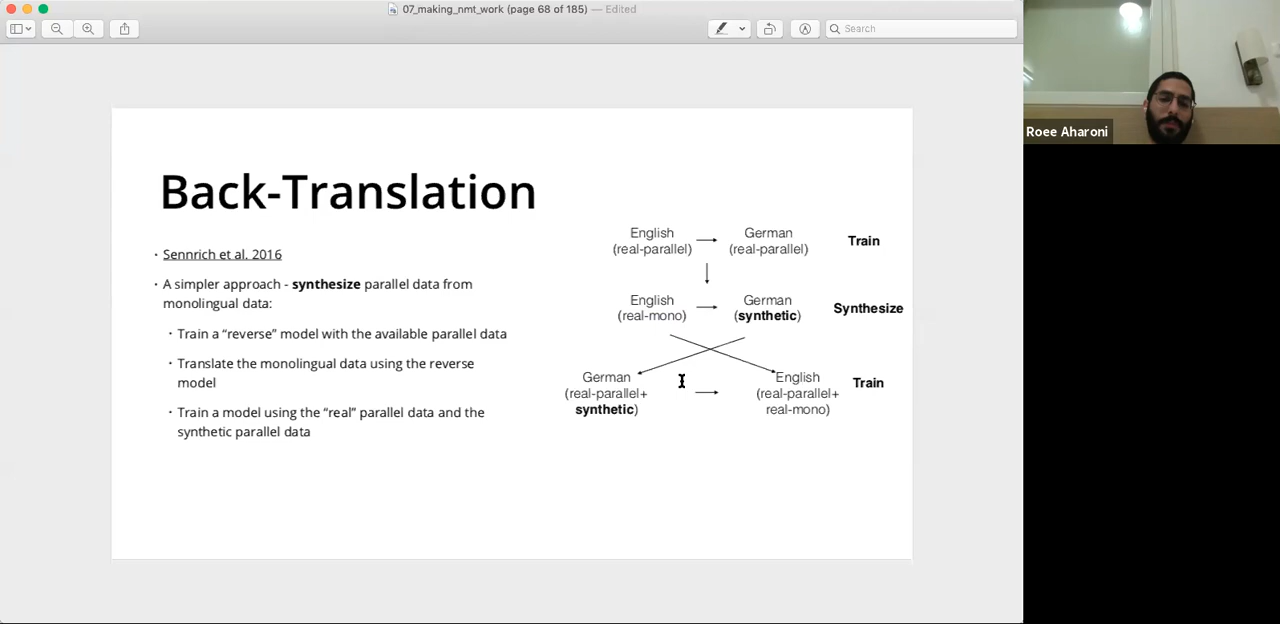 07_making_nmt_work (page 68 of 185) — Edited
Search
Roee Aharoni
Back-Translation
· Sennrich et al. 2016
· A simpler approach - synthesize parallel data from
monolingual data:
· Train a “reverse” model with the available parallel data
· Translate the monolingual data using the reverse
model
· Train a model using the “real” parallel data and the
synthetic parallel data
English
(real-parallel)
German
(real-parallel)
Train
English
(real-mono)
German
(synthetic)
Synthesize
German
(real-parallel+
synthetic)
English
(real-parallel+
real-mono)
Train